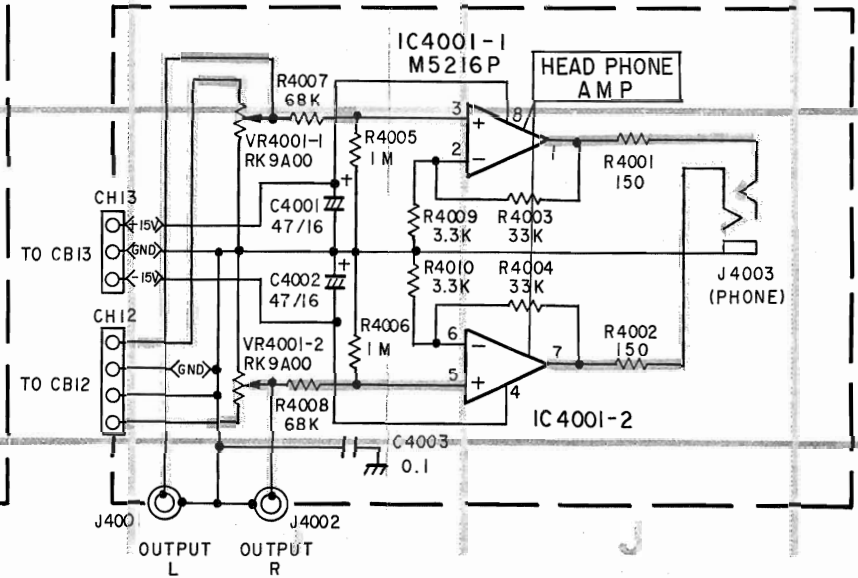 IC4001-1
M5216P
HEAD PHONE
AMP
R4007
68K
3
+
8
2
−
1
VR4001-1
RK9A00
R4005
1M
R4001
150
CH13
+15V
C4001
47/16
+
R4009
3.3K
R4003
33K
TO CB13
GND
-15V
C4002
47/16
+
R4010
3.3K
R4004
33K
J4003
(PHONE)
CH12
VR4001-2
RK9A00
R4006
1M
6
−
7
R4002
150
TO CB12
GND
5
+
4
R4008
68K
IC4001-2
C4003
0.1
J400
J4002
J
OUTPUT
L
OUTPUT
R